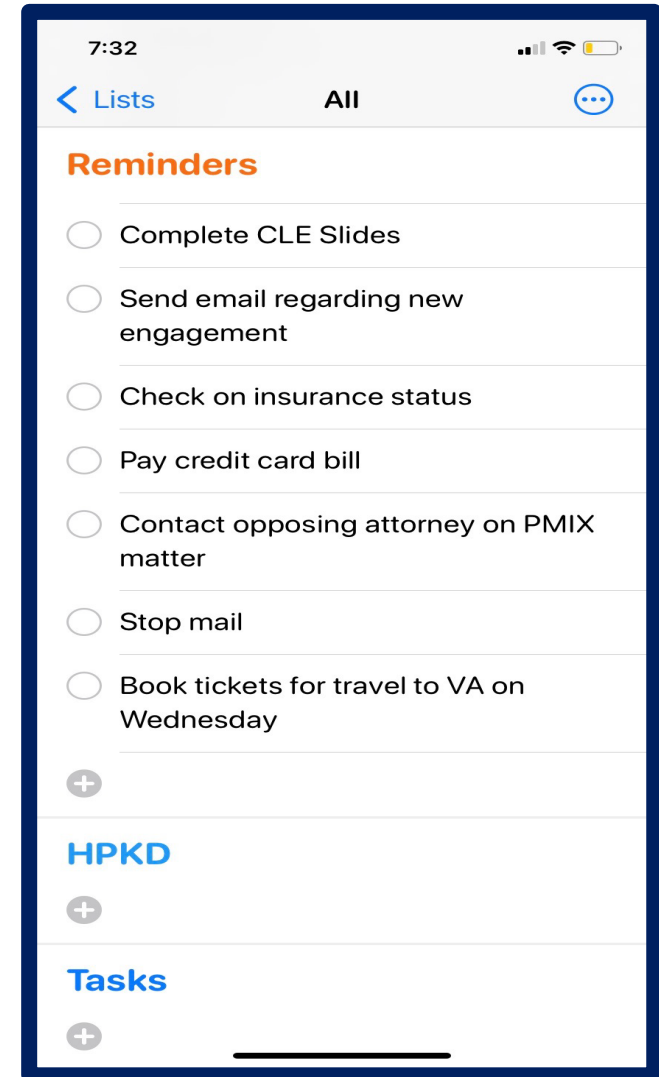 7:32
Lists
All
Reminders
Complete CLE Slides
Send email regarding new
engagement
Check on insurance status
Pay credit card bill
Contact opposing attorney on PMIX
matter
Stop mail
Book tickets for travel to VA on
Wednesday
HPKD
Tasks